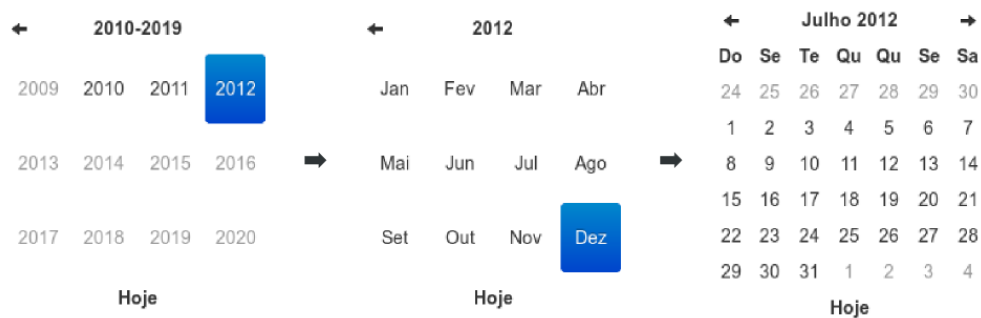 2010-2019
2009 2010 2011 2012
2013 2014 2015 2016
2017 2018 2019 2020
Hoje
2012
Jan Fev Mar Abr
Mai Jun Jul Ago
Set Out Nov Dez
Hoje
Julho 2012
Do Se Te Qu Qu Se Sa
24 25 26 27 28 29 30
1 2 3 4 5 6 7
8 9 10 11 12 13 14
15 16 17 18 19 20 21
22 23 24 25 26 27 28
29 30 31 1 2 3 4
Hoje